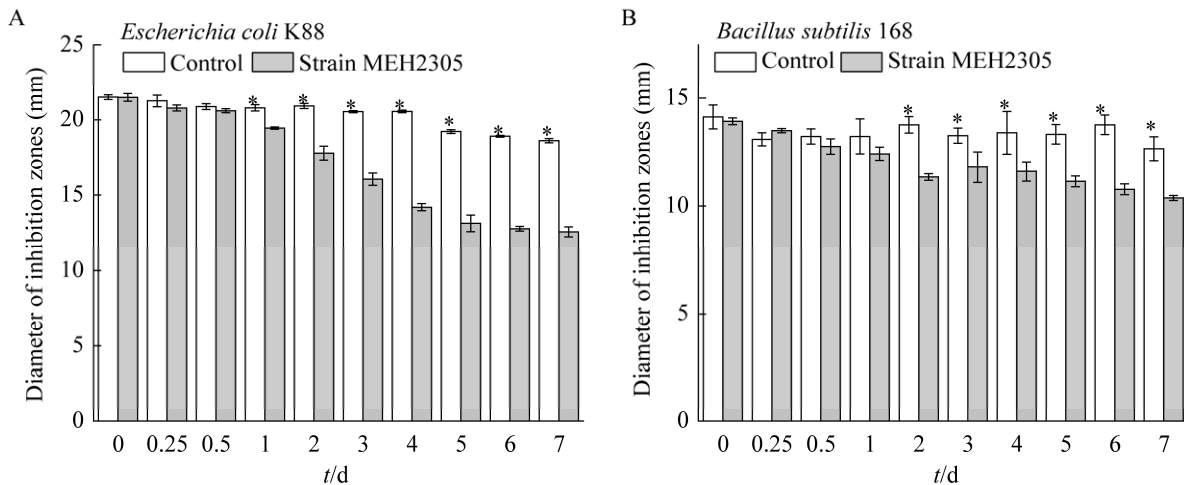 A
Escherichia coli K88
Control
Strain MEH2305
Diameter of inhibition zones (mm)
25
20
15
10
5
0
* * * * * * *
0 0.25 0.5 1 2 3 4 5 6 7
t/d
B
Bacillus subtilis 168
Control
Strain MEH2305
Diameter of inhibition zones (mm)
15
10
5
0
* * * * * *
0 0.25 0.5 1 2 3 4 5 6 7
t/d